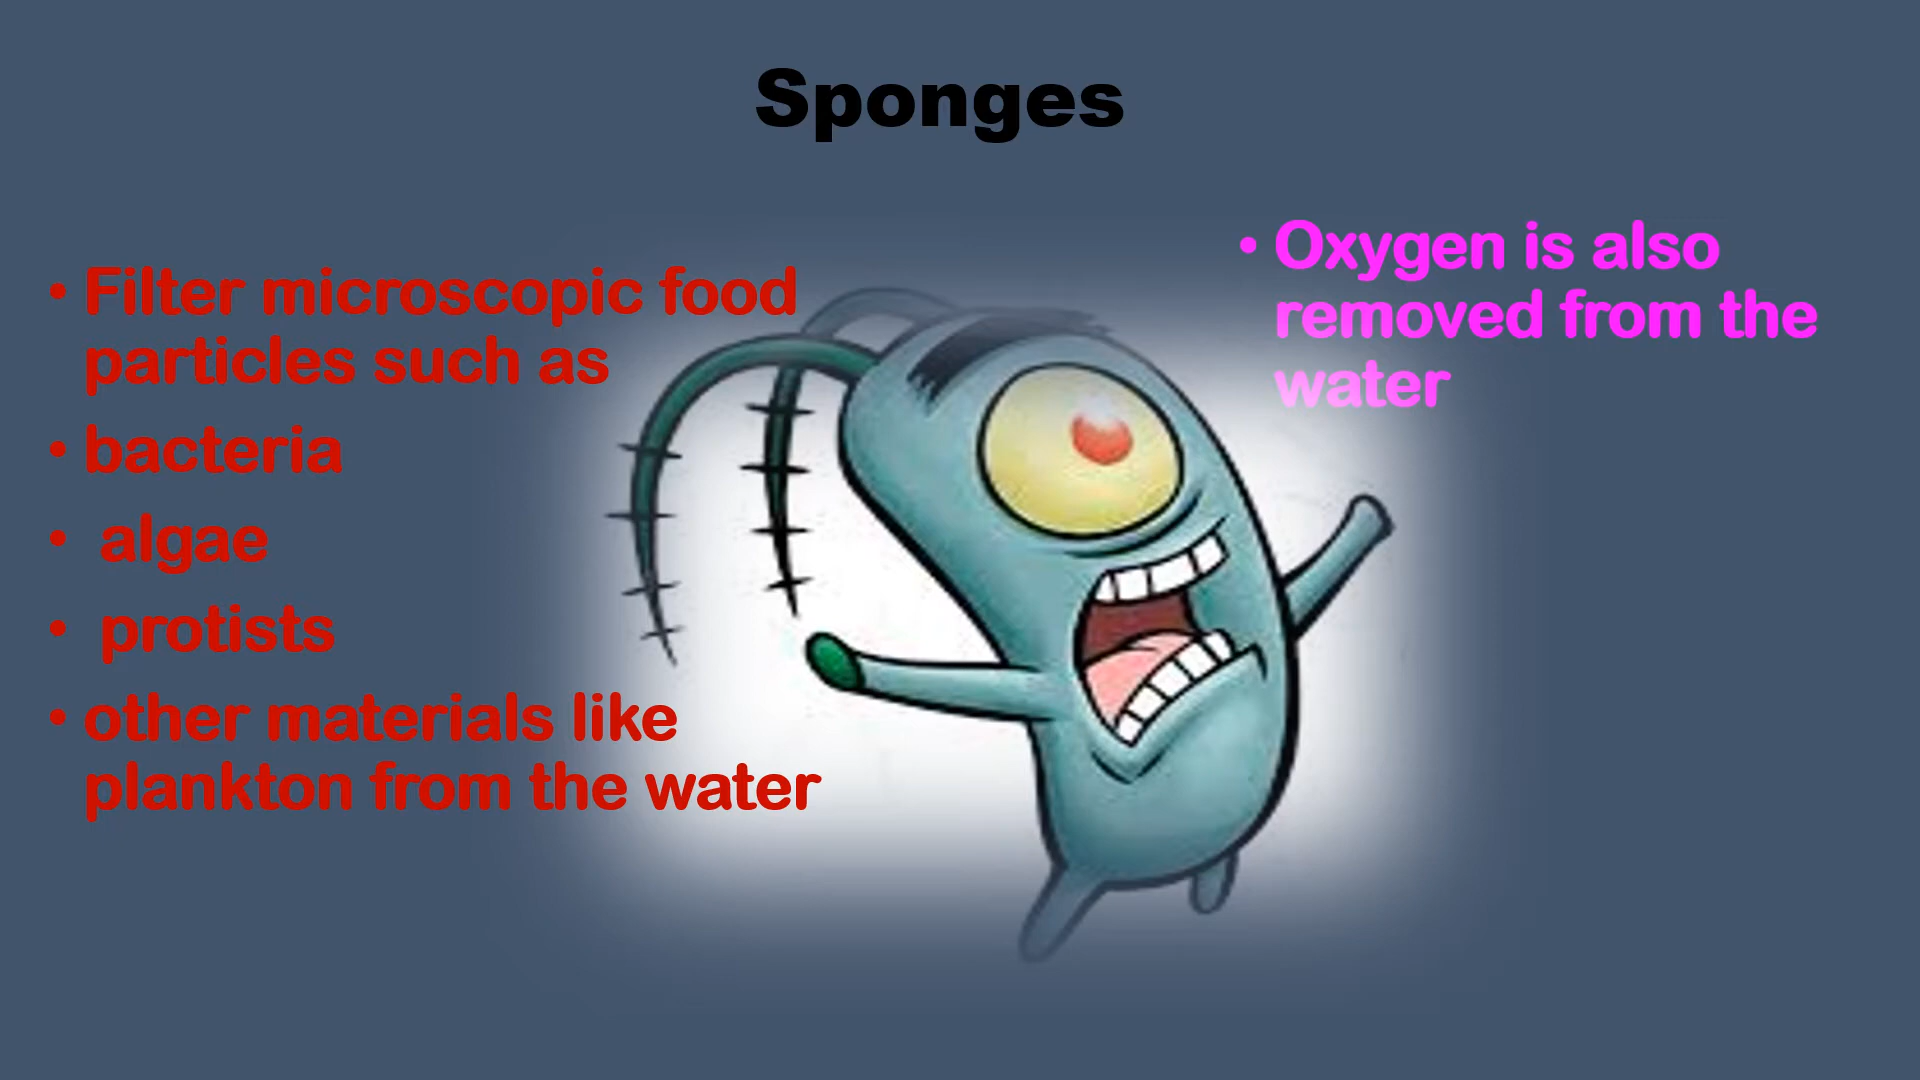 Sponges
• Filter microscopic food
particles such as
• bacteria
• algae
• protists
• other materials like
plankton from the water
• Oxygen is also
removed from the
water